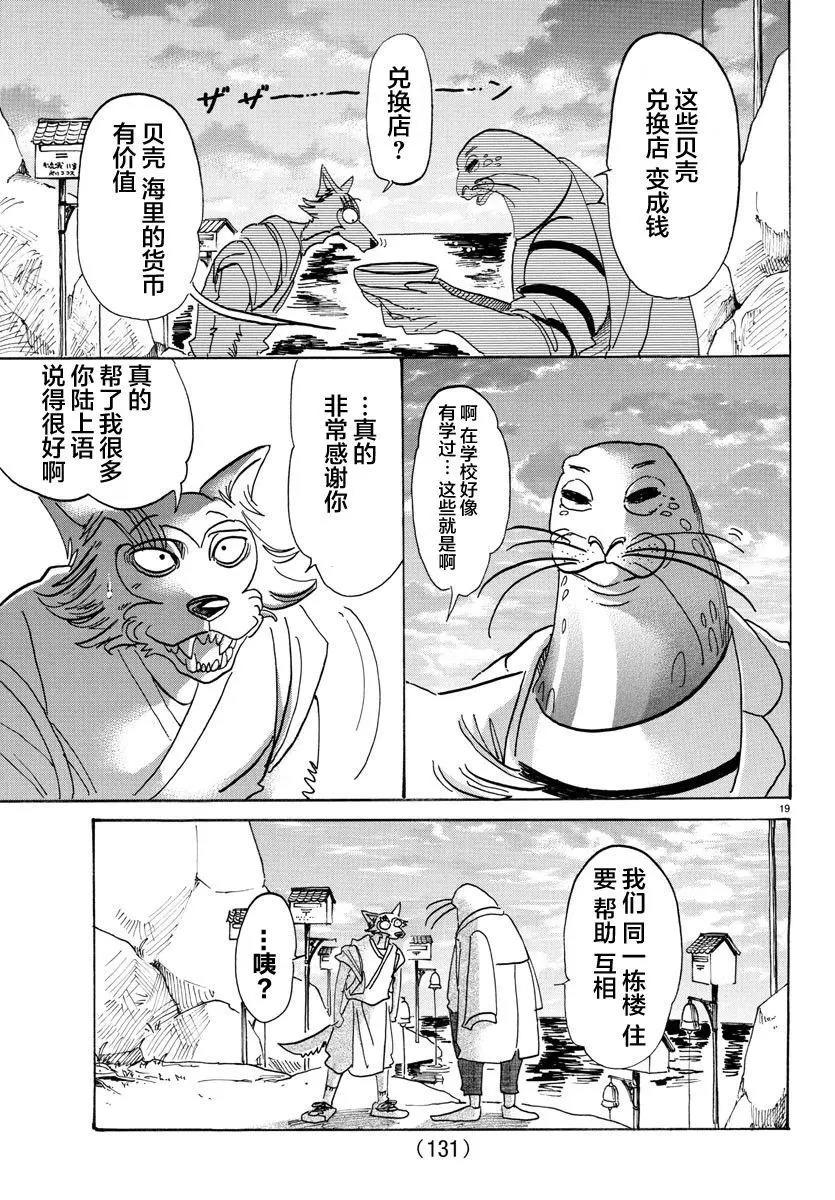 这些贝壳
兑换店 变成钱
兑换店？
ザザーーン
贝壳 海里的货币
有价值
啊 在学校好像
有学过…这些就是啊
…真的
非常感谢你
真的
帮了我很多
你陆上语
说得很好啊
19
我们 同一栋楼 住
要 帮助 互相
…咦？
（131）